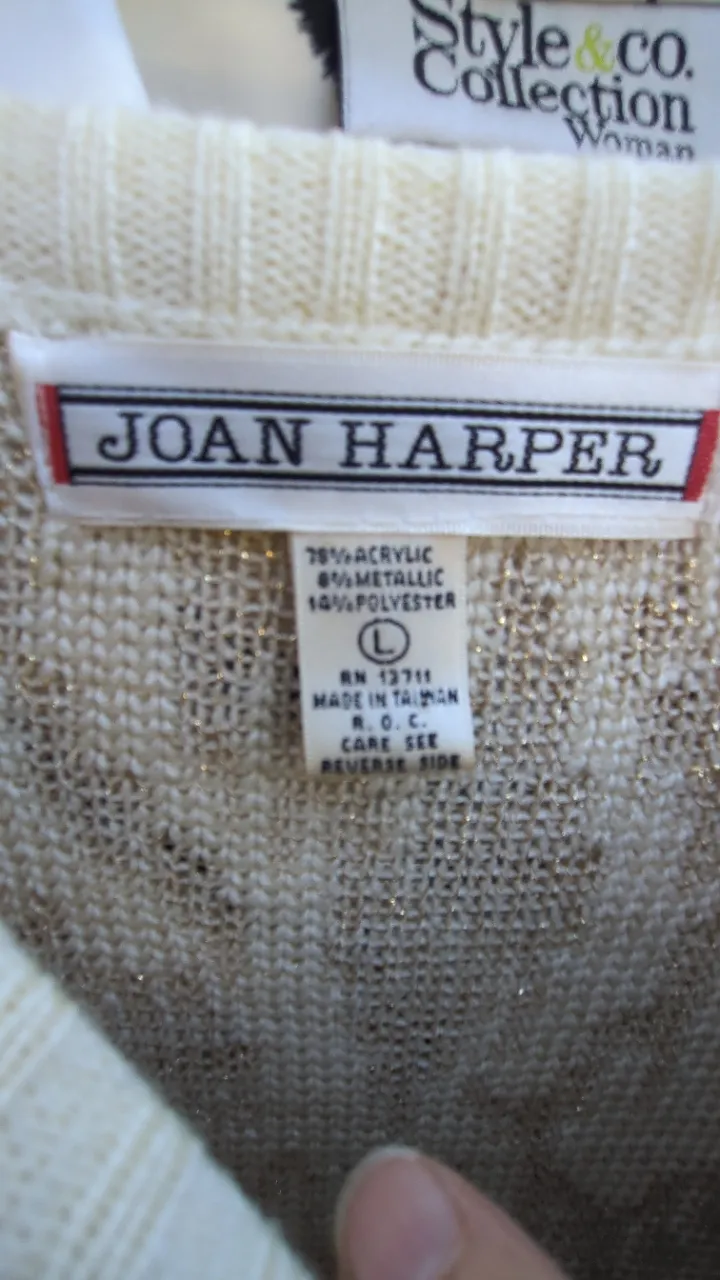 Style&co.
Collection
Woman
JOAN HARPER
78% ACRYLIC
8% METALLIC
14% POLYESTER
L
RN 13711
MADE IN TAIWAN
R. O. C.
CARE SEE
REVERSE SIDE